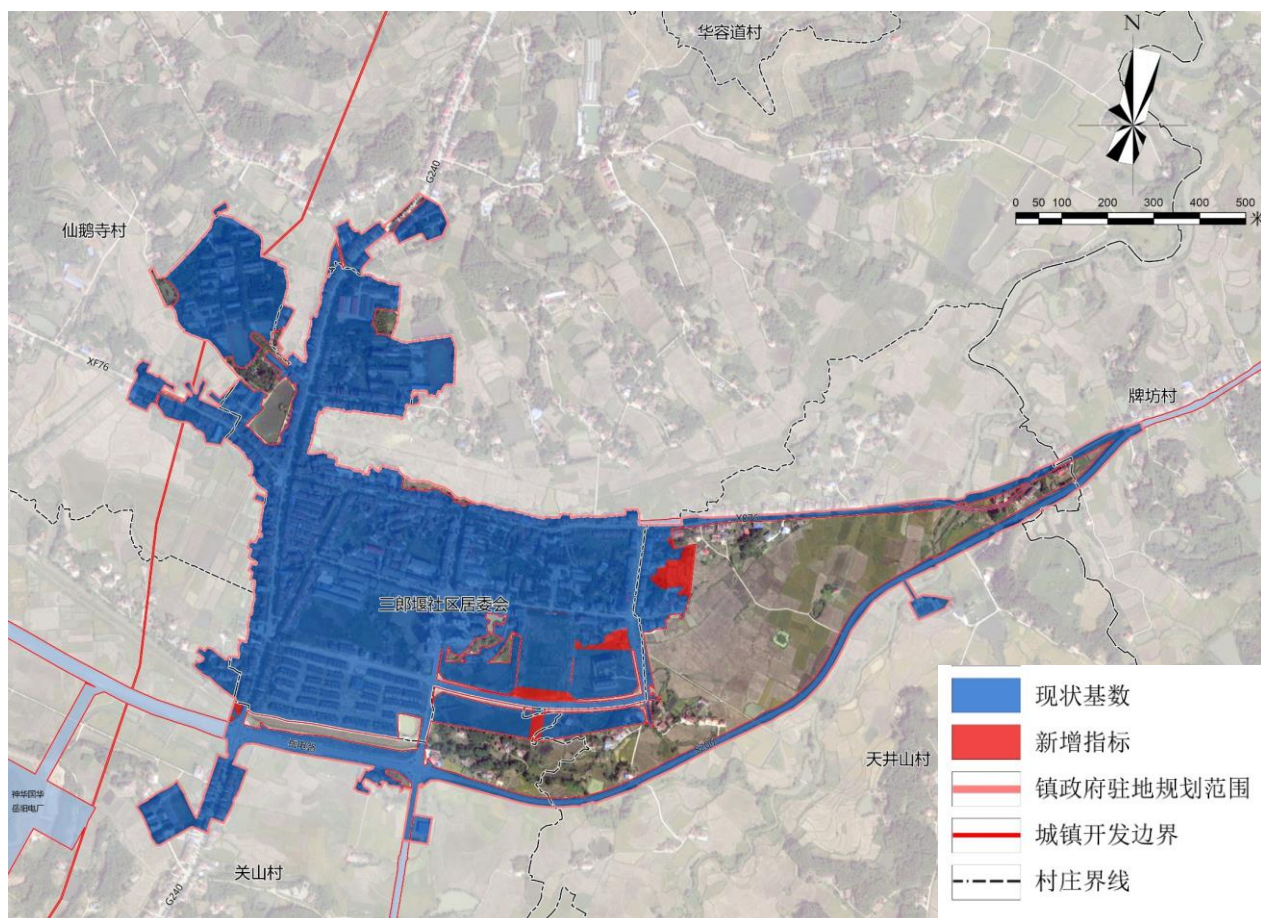 华容道村
N
0 50 100 200 300 400 500
米
G240
仙鹅寺村
XF76
牌坊村
三郎堰社区居委会
天井山村
神华国华
岳阳电厂
关山村
G240
现状基数
新增指标
镇政府驻地规划范围
城镇开发边界
村庄界线